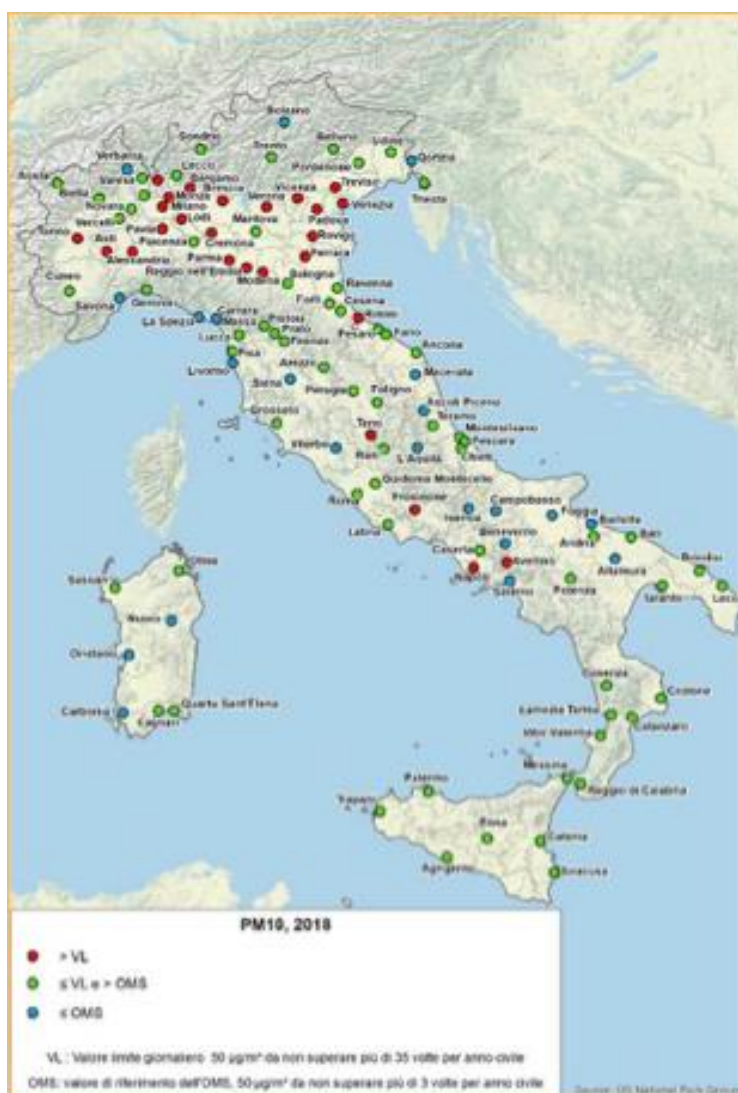 Bolzano
Sondrio
Belluno
Udine
Trento
Pordenone
Gorizia
Verbania
Lecco
Aosta
Varese
Bergamo
Treviso
Biella
Brescia
Vicenza
Trieste
Monza
Verona
Venezia
Novara
Milano
Padova
Vercelli
Lodi
Mantova
Torino
Pavia
Rovigo
Asti
Piacenza
Cremona
Alessandria
Parma
Ferrara
Reggio nell'Emilia
Cuneo
Modena
Bologna
Ravenna
Savona
Genova
Forlì
Cesena
La Spezia
Carrara
Rimini
Massa
Pistoia
Pesaro
Fano
Lucca
Prato
Firenze
Pisa
Ancona
Livorno
Arezzo
Macerata
Siena
Perugia
Foligno
Ascoli Piceno
Grosseto
Teramo
Terni
Montesilvano
Viterbo
Pescara
Rieti
L'Aquila
Chieti
Guidonia Montecelio
Roma
Frosinone
Campobasso
Isernia
Foggia
Barletta
Latina
Benevento
Andria
Bari
Caserta
Avellino
Altamura
Brindisi
Napoli
Salerno
Potenza
Taranto
Lecce
Olbia
Sassari
Nuoro
Oristano
Cosenza
Carbonia
Quartu Sant'Elena
Crotone
Cagliari
Lamezia Terme
Catanzaro
Vibo Valentia
Messina
Palermo
Reggio di Calabria
Trapani
Enna
Catania
Agrigento
Siracusa
PM10, 2018
> VL
≤ VL e > OMS
≤ OMS
VL : Valore limite giornaliero 50 µg/m³ da non superare più di 35 volte per anno civile
OMS: valore di riferimento dell'OMS, 50 µg/m³ da non superare più di 3 volte per anno civile
Source: US National Park Service